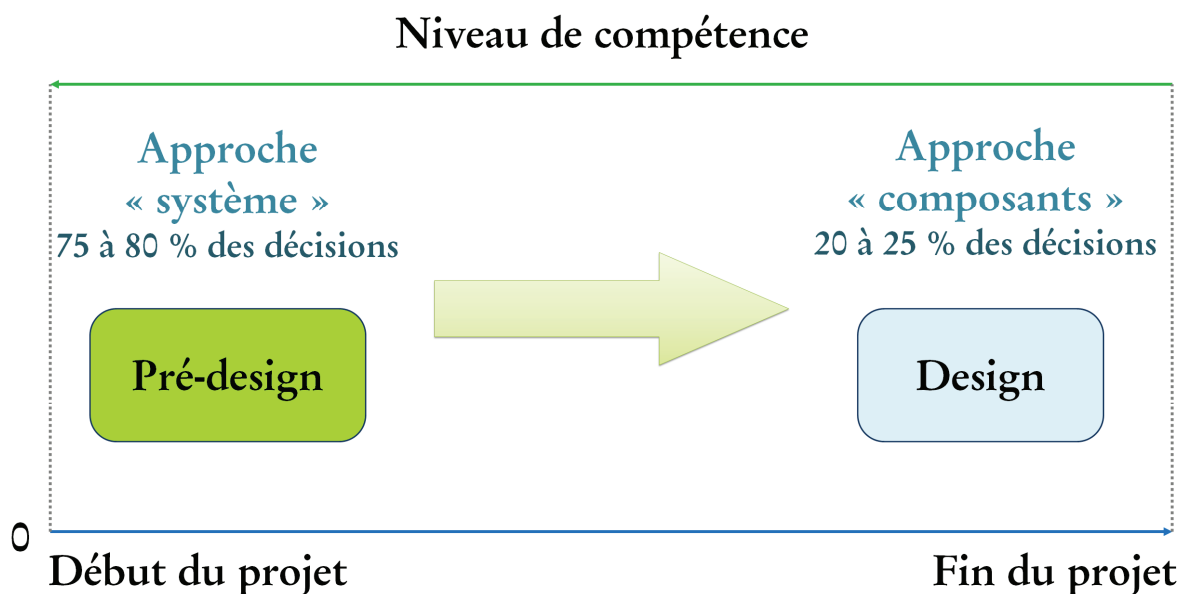 Niveau de compétence
Approche
« système »
75 à 80 % des décisions
Approche
« composants »
20 à 25 % des décisions
Pré-design
Design
0
Début du projet
Fin du projet